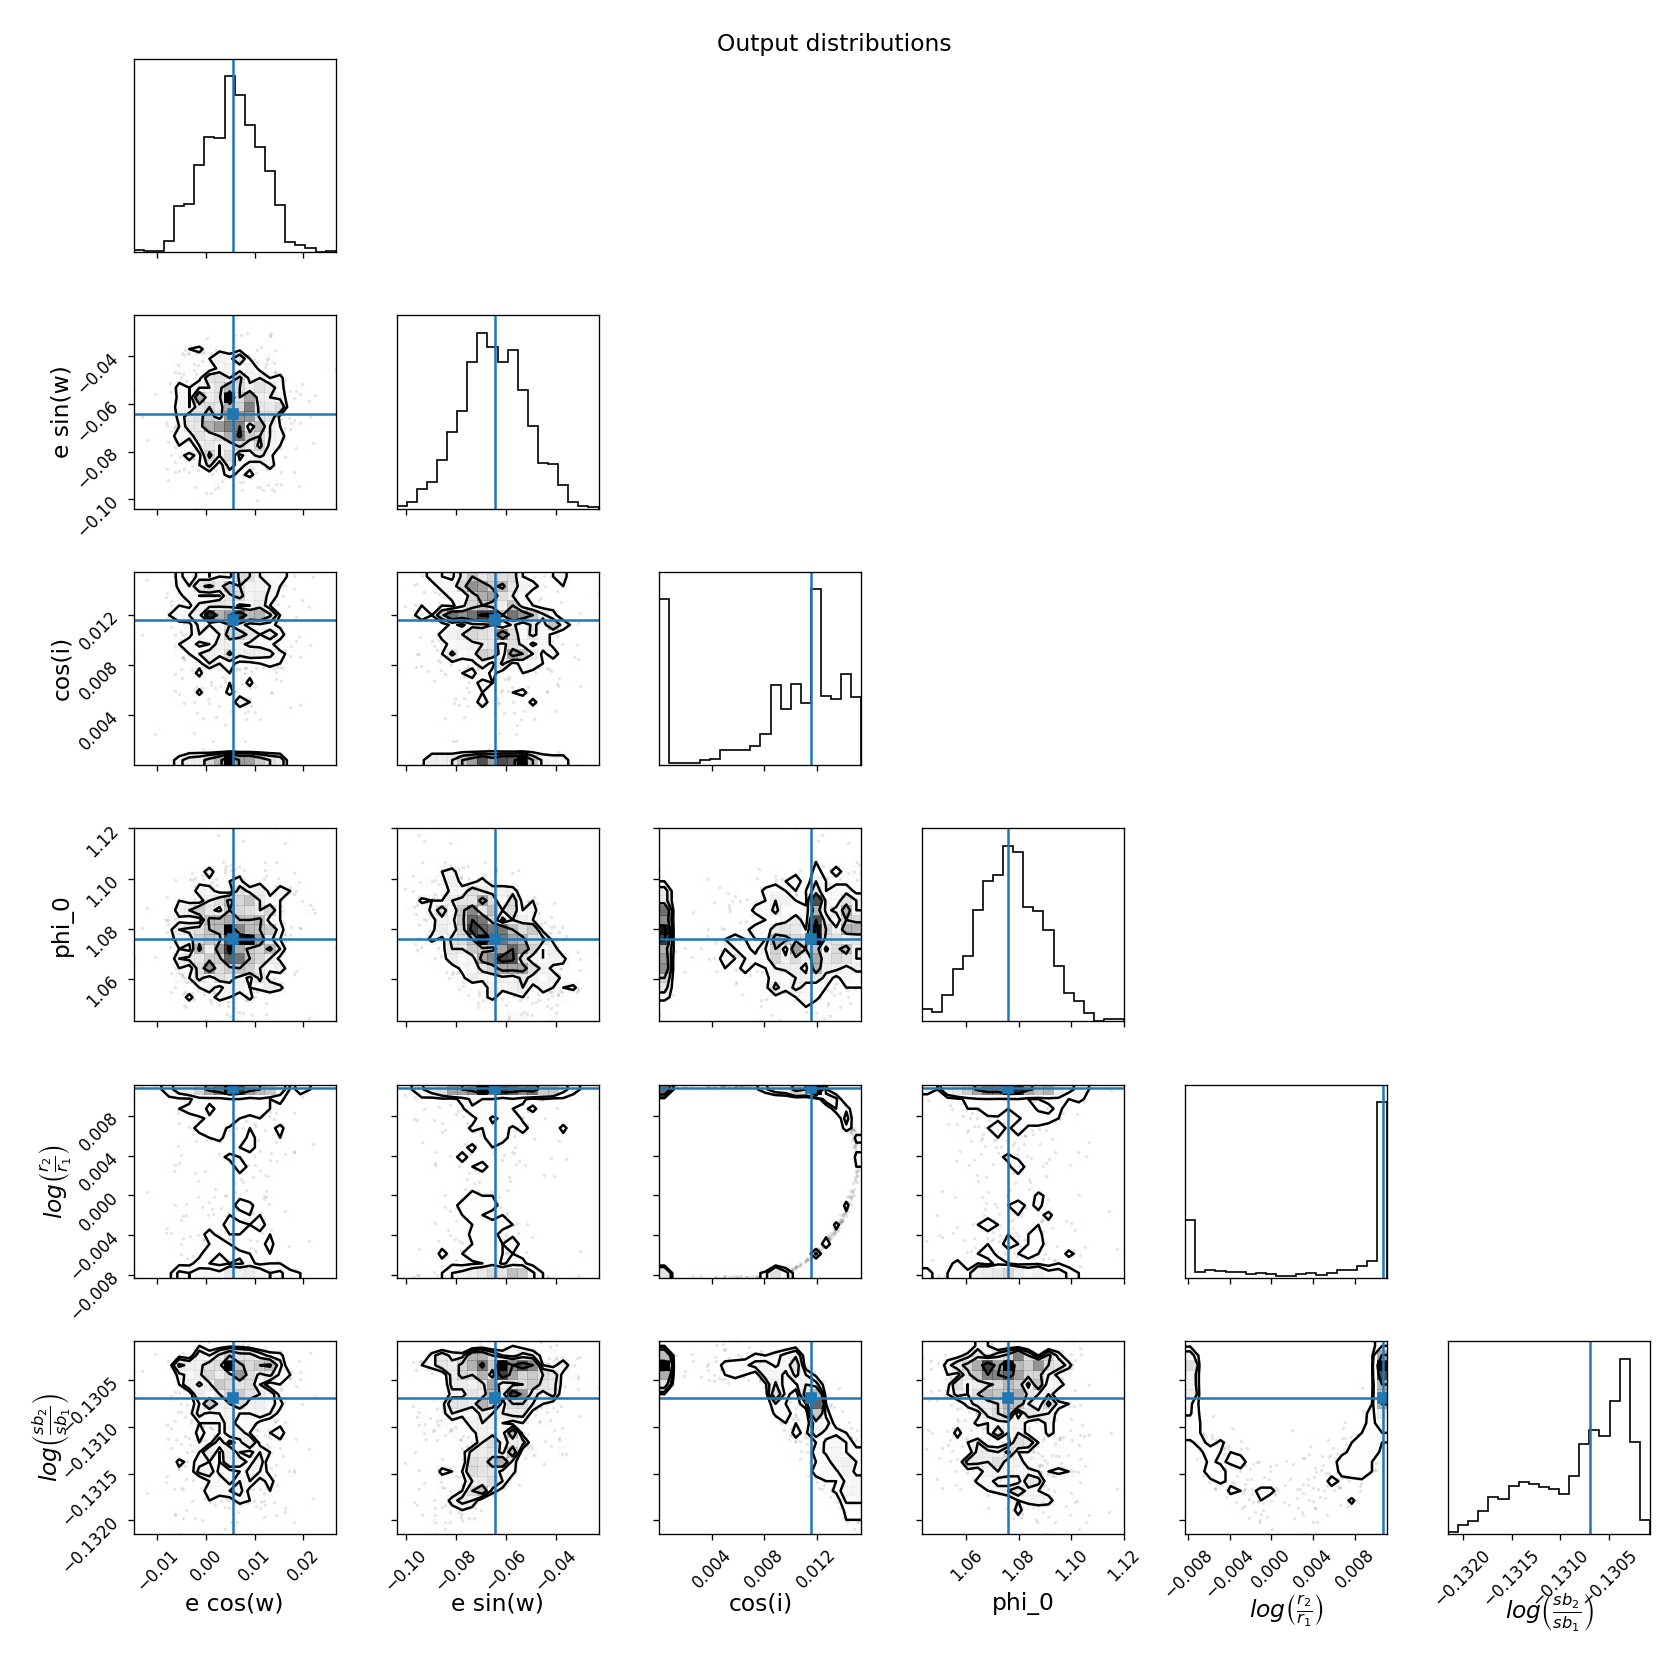 Output distributions
e sin(w)
−0.04
−0.06
−0.08
−0.10
cos(i)
0.012
0.008
0.004
phi_0
1.12
1.10
1.08
1.06
log(r2/r1)
0.008
0.004
0.000
−0.004
−0.008
log(sb2/sb1)
−0.1305
−0.1310
−0.1315
−0.1320
−0.01 0.00 0.01 0.02
−0.10 −0.08 −0.06 −0.04
0.004 0.008 0.012
1.06 1.08 1.10 1.12
−0.008 −0.004 0.000 0.004 0.008
−0.1320 −0.1315 −0.1310 −0.1305
e cos(w) e sin(w) cos(i) phi_0 log(r2/r1) log(sb2/sb1)